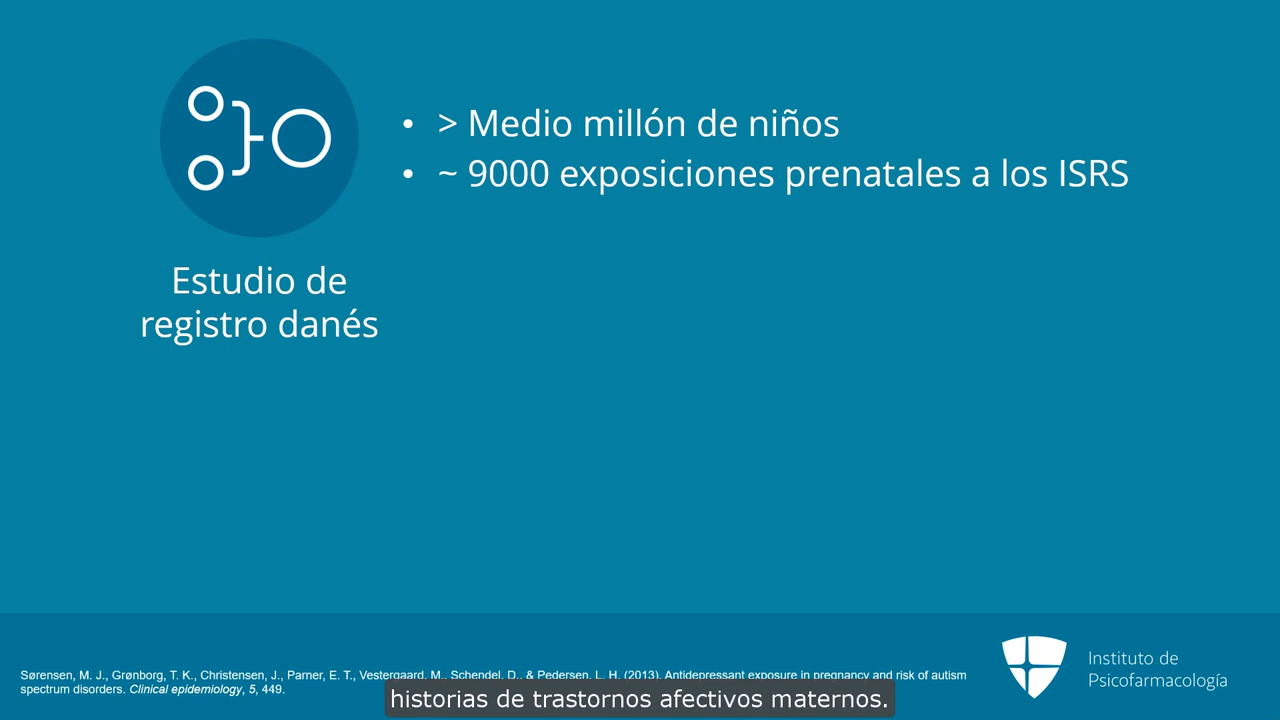 • > Medio millón de niños
• ~ 9000 exposiciones prenatales a los ISRS
Estudio de
registro danés
Sørensen, M. J., Grønborg, T. K., Christensen, J., Parner, E. T., Vestergaard, M., Schendel, D., & Pedersen, L. H. (2013). Antidepressant exposure in pregnancy and risk of autism
spectrum disorders. Clinical epidemiology, 5, 449.
historias de trastornos afectivos maternos.
Instituto de
Psicofarmacología